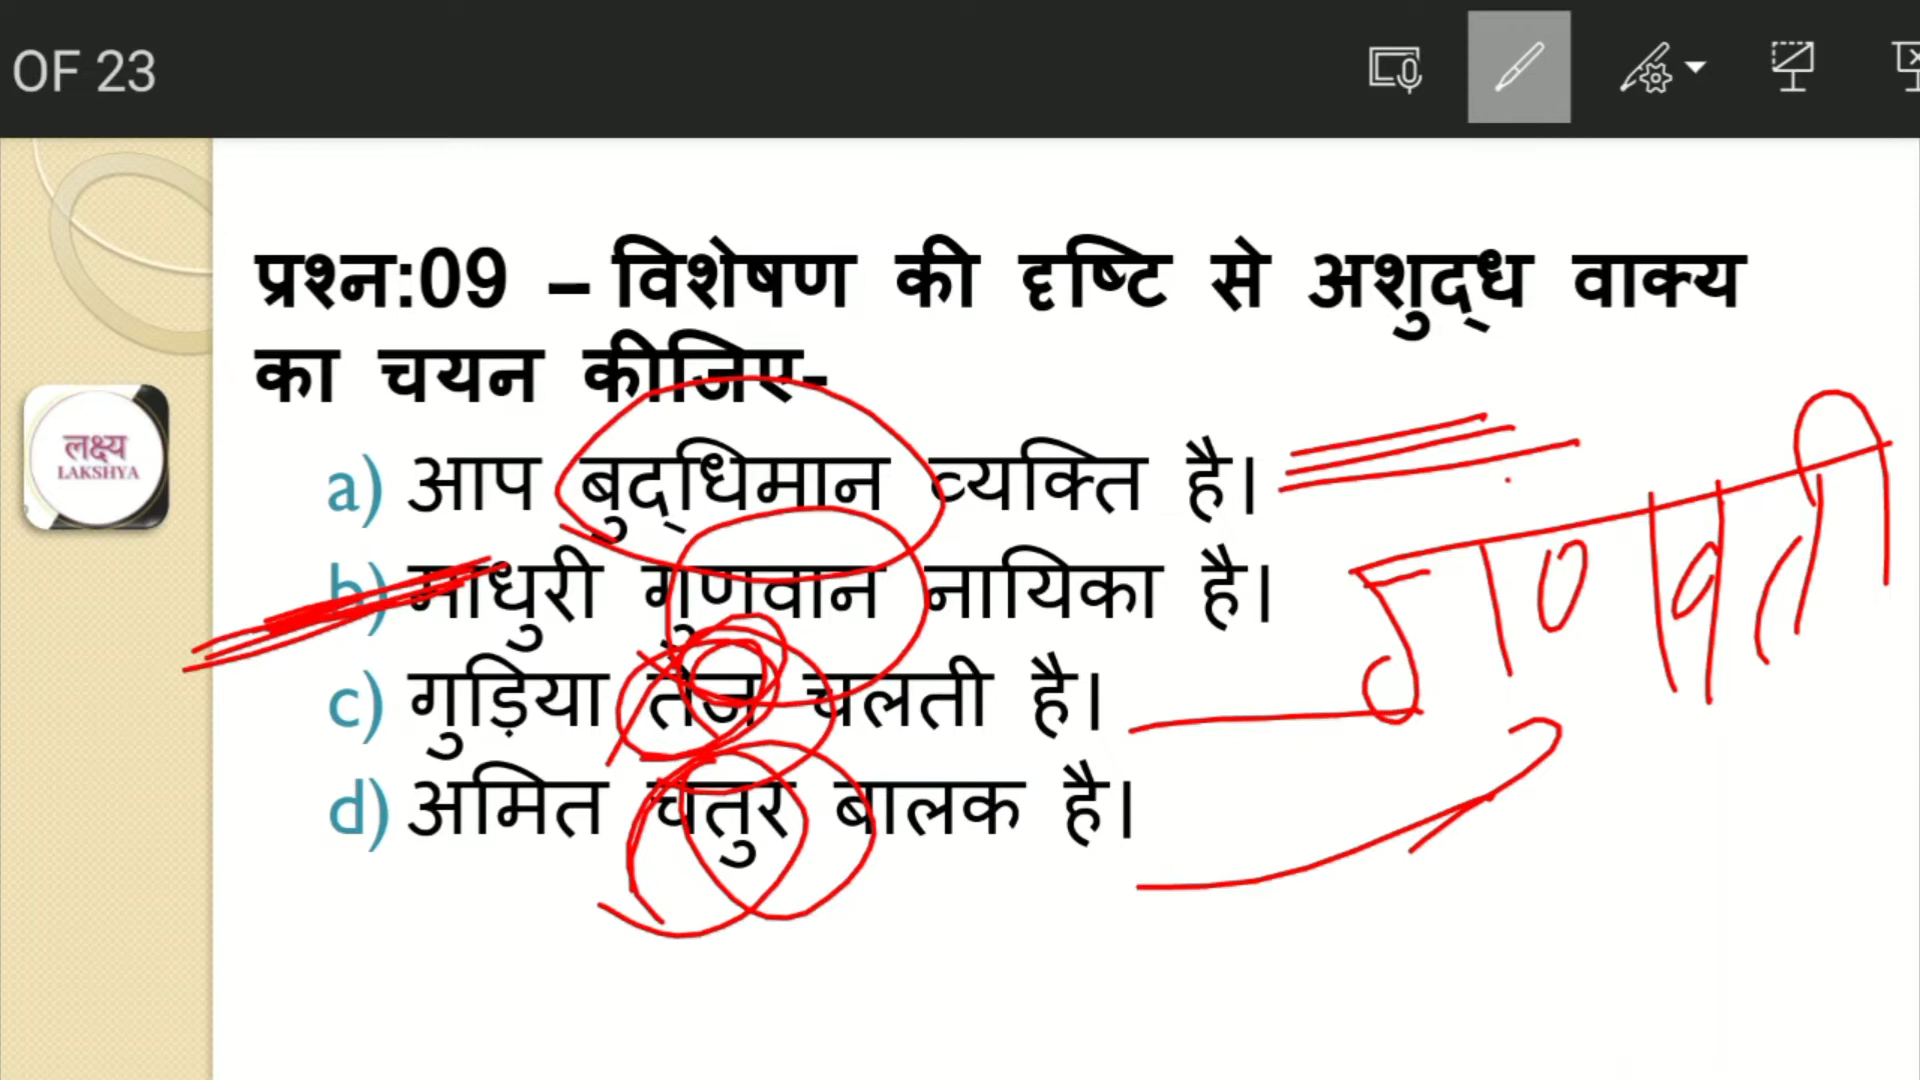 OF 23
प्रश्न:09 – विशेषण की दृष्टि से अशुद्ध वाक्य
का चयन कीजिए-
a) आप बुद्धिमान व्यक्ति है।
b) माधुरी गुणवान नायिका है।
c) गुड़िया तेज चलती है।
d) अमित चतुर बालक है।
गुणवती
लक्ष्य
LAKSHYA